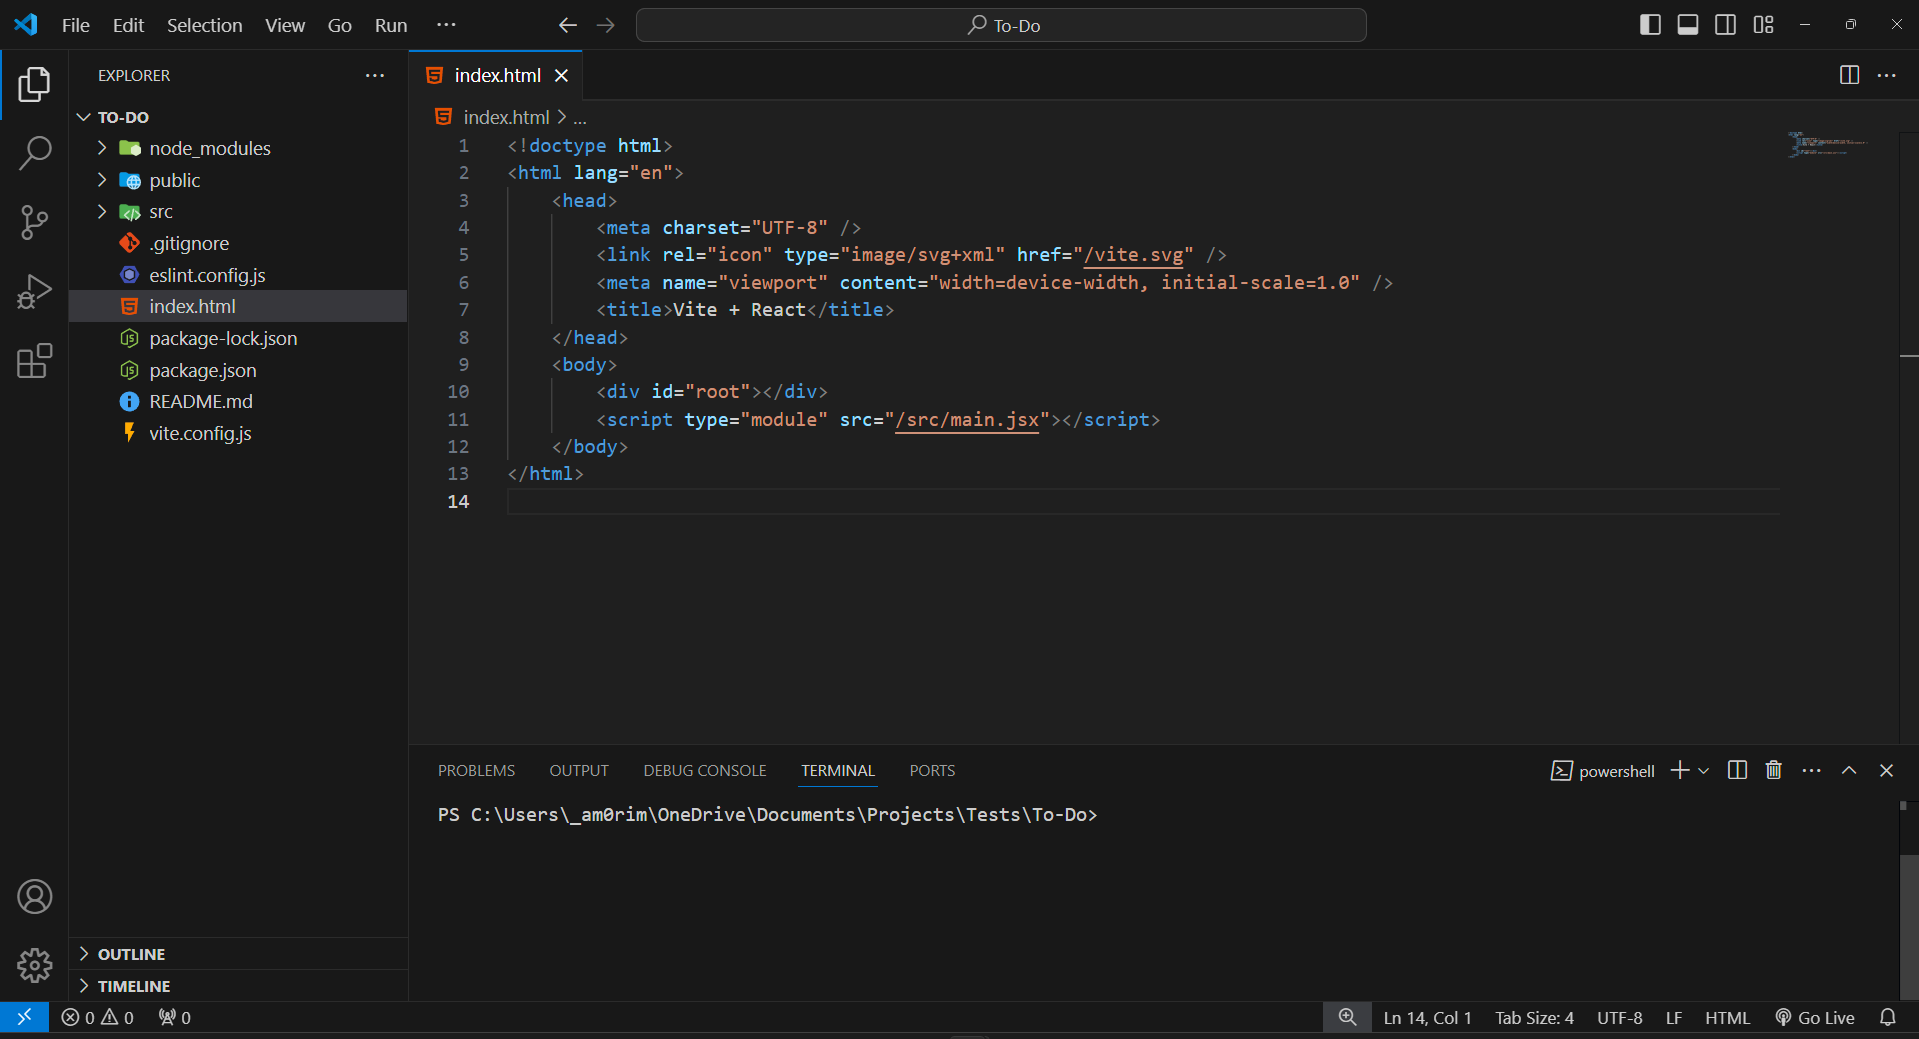 File Edit Selection View Go Run ··· To-Do
EXPLORER ···
TO-DO
node_modules
public
src
.gitignore
eslint.config.js
index.html
package-lock.json
package.json
README.md
vite.config.js
OUTLINE
TIMELINE
index.html
index.html > ...
1 <!doctype html>
2 <html lang="en">
3 <head>
4 <meta charset="UTF-8" />
5 <link rel="icon" type="image/svg+xml" href="/vite.svg" />
6 <meta name="viewport" content="width=device-width, initial-scale=1.0" />
7 <title>Vite + React</title>
8 </head>
9 <body>
10 <div id="root"></div>
11 <script type="module" src="/src/main.jsx"></script>
12 </body>
13 </html>
14
PROBLEMS OUTPUT DEBUG CONSOLE TERMINAL PORTS powershell
PS C:\Users\_am0rim\OneDrive\Documents\Projects\Tests\To-Do>
0 0 0 Ln 14, Col 1 Tab Size: 4 UTF-8 LF HTML Go Live